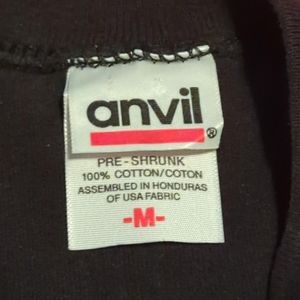 anvil
®
PRE-SHRUNK
100% COTTON/COTON
ASSEMBLED IN HONDURAS
OF USA FABRIC
-M-